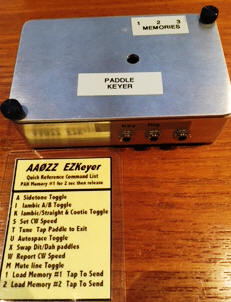 1 2 3
MEMORIES
PADDLE
KEYER
Key
AAØZZ EZKeyer
Quick Reference Command List
PAH Memory #1 for 2 sec then release
A Sidetone Toggle
I Iambic A/B Toggle
K Iambic/Straight & Cootie Toggle
S Set CW Speed
T Tune Tap Paddle to Exit
U Autospace Toggle
X Swap Dit/Dah paddles
W Report CW Speed
M Mute line Toggle
1 Load Memory #1 Tap To Send
2 Load Memory #2 Tap To Send